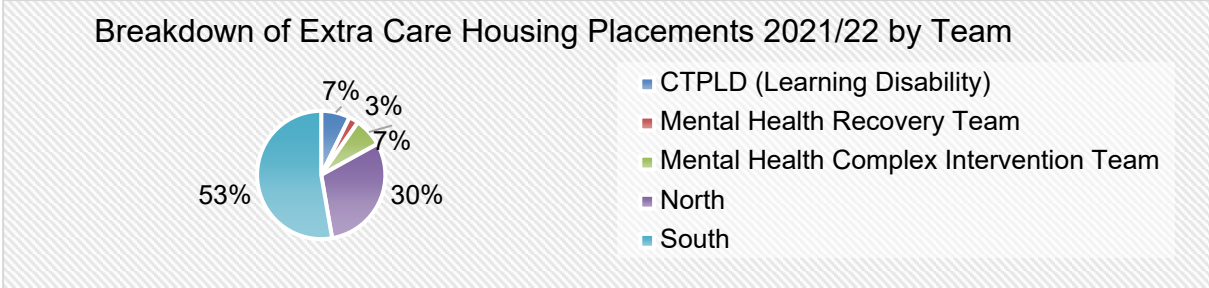 Breakdown of Extra Care Housing Placements 2021/22 by Team
7%
3%
7%
30%
53%
CTPLD (Learning Disability)
Mental Health Recovery Team
Mental Health Complex Intervention Team
North
South